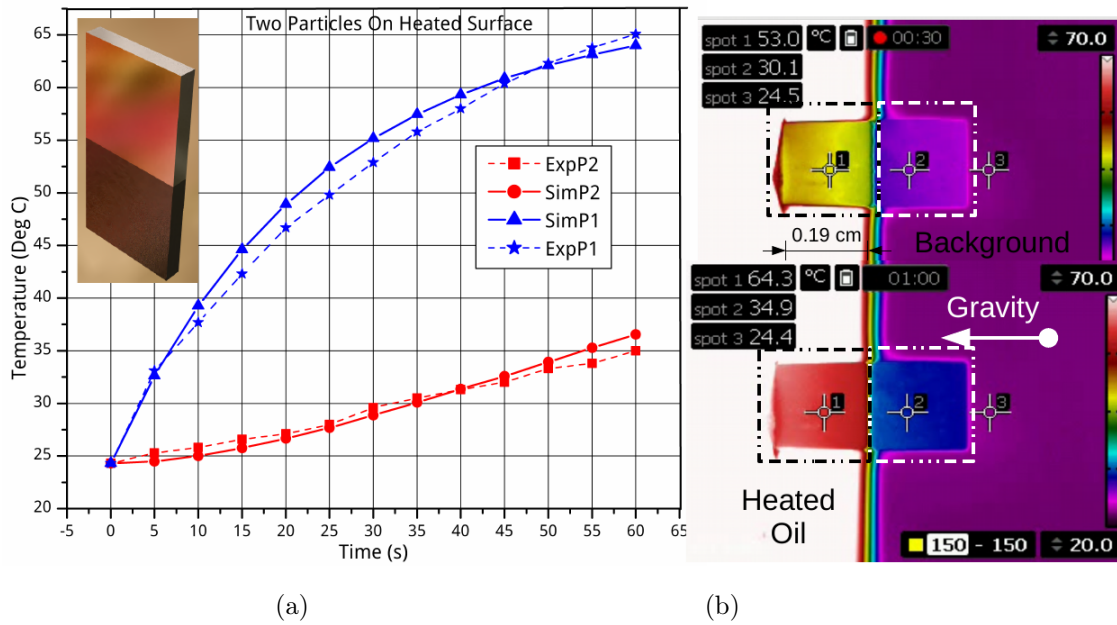 Two Particles On Heated Surface
Temperature (Deg C)
65
60
55
50
45
40
35
30
25
20
ExpP2
SimP2
SimP1
ExpP1
-5 0 5 10 15 20 25 30 35 40 45 50 55 60 65
Time (s)
(a)
spot 1 53.0 °C 00:30 70.0
spot 2 30.1
spot 3 24.5
1 2 3
0.19 cm
Background
spot 1 64.3 °C 01:00 70.0
spot 2 34.9
spot 3 24.4
Gravity
1 2 3
Heated
Oil
150 - 150 20.0
(b)